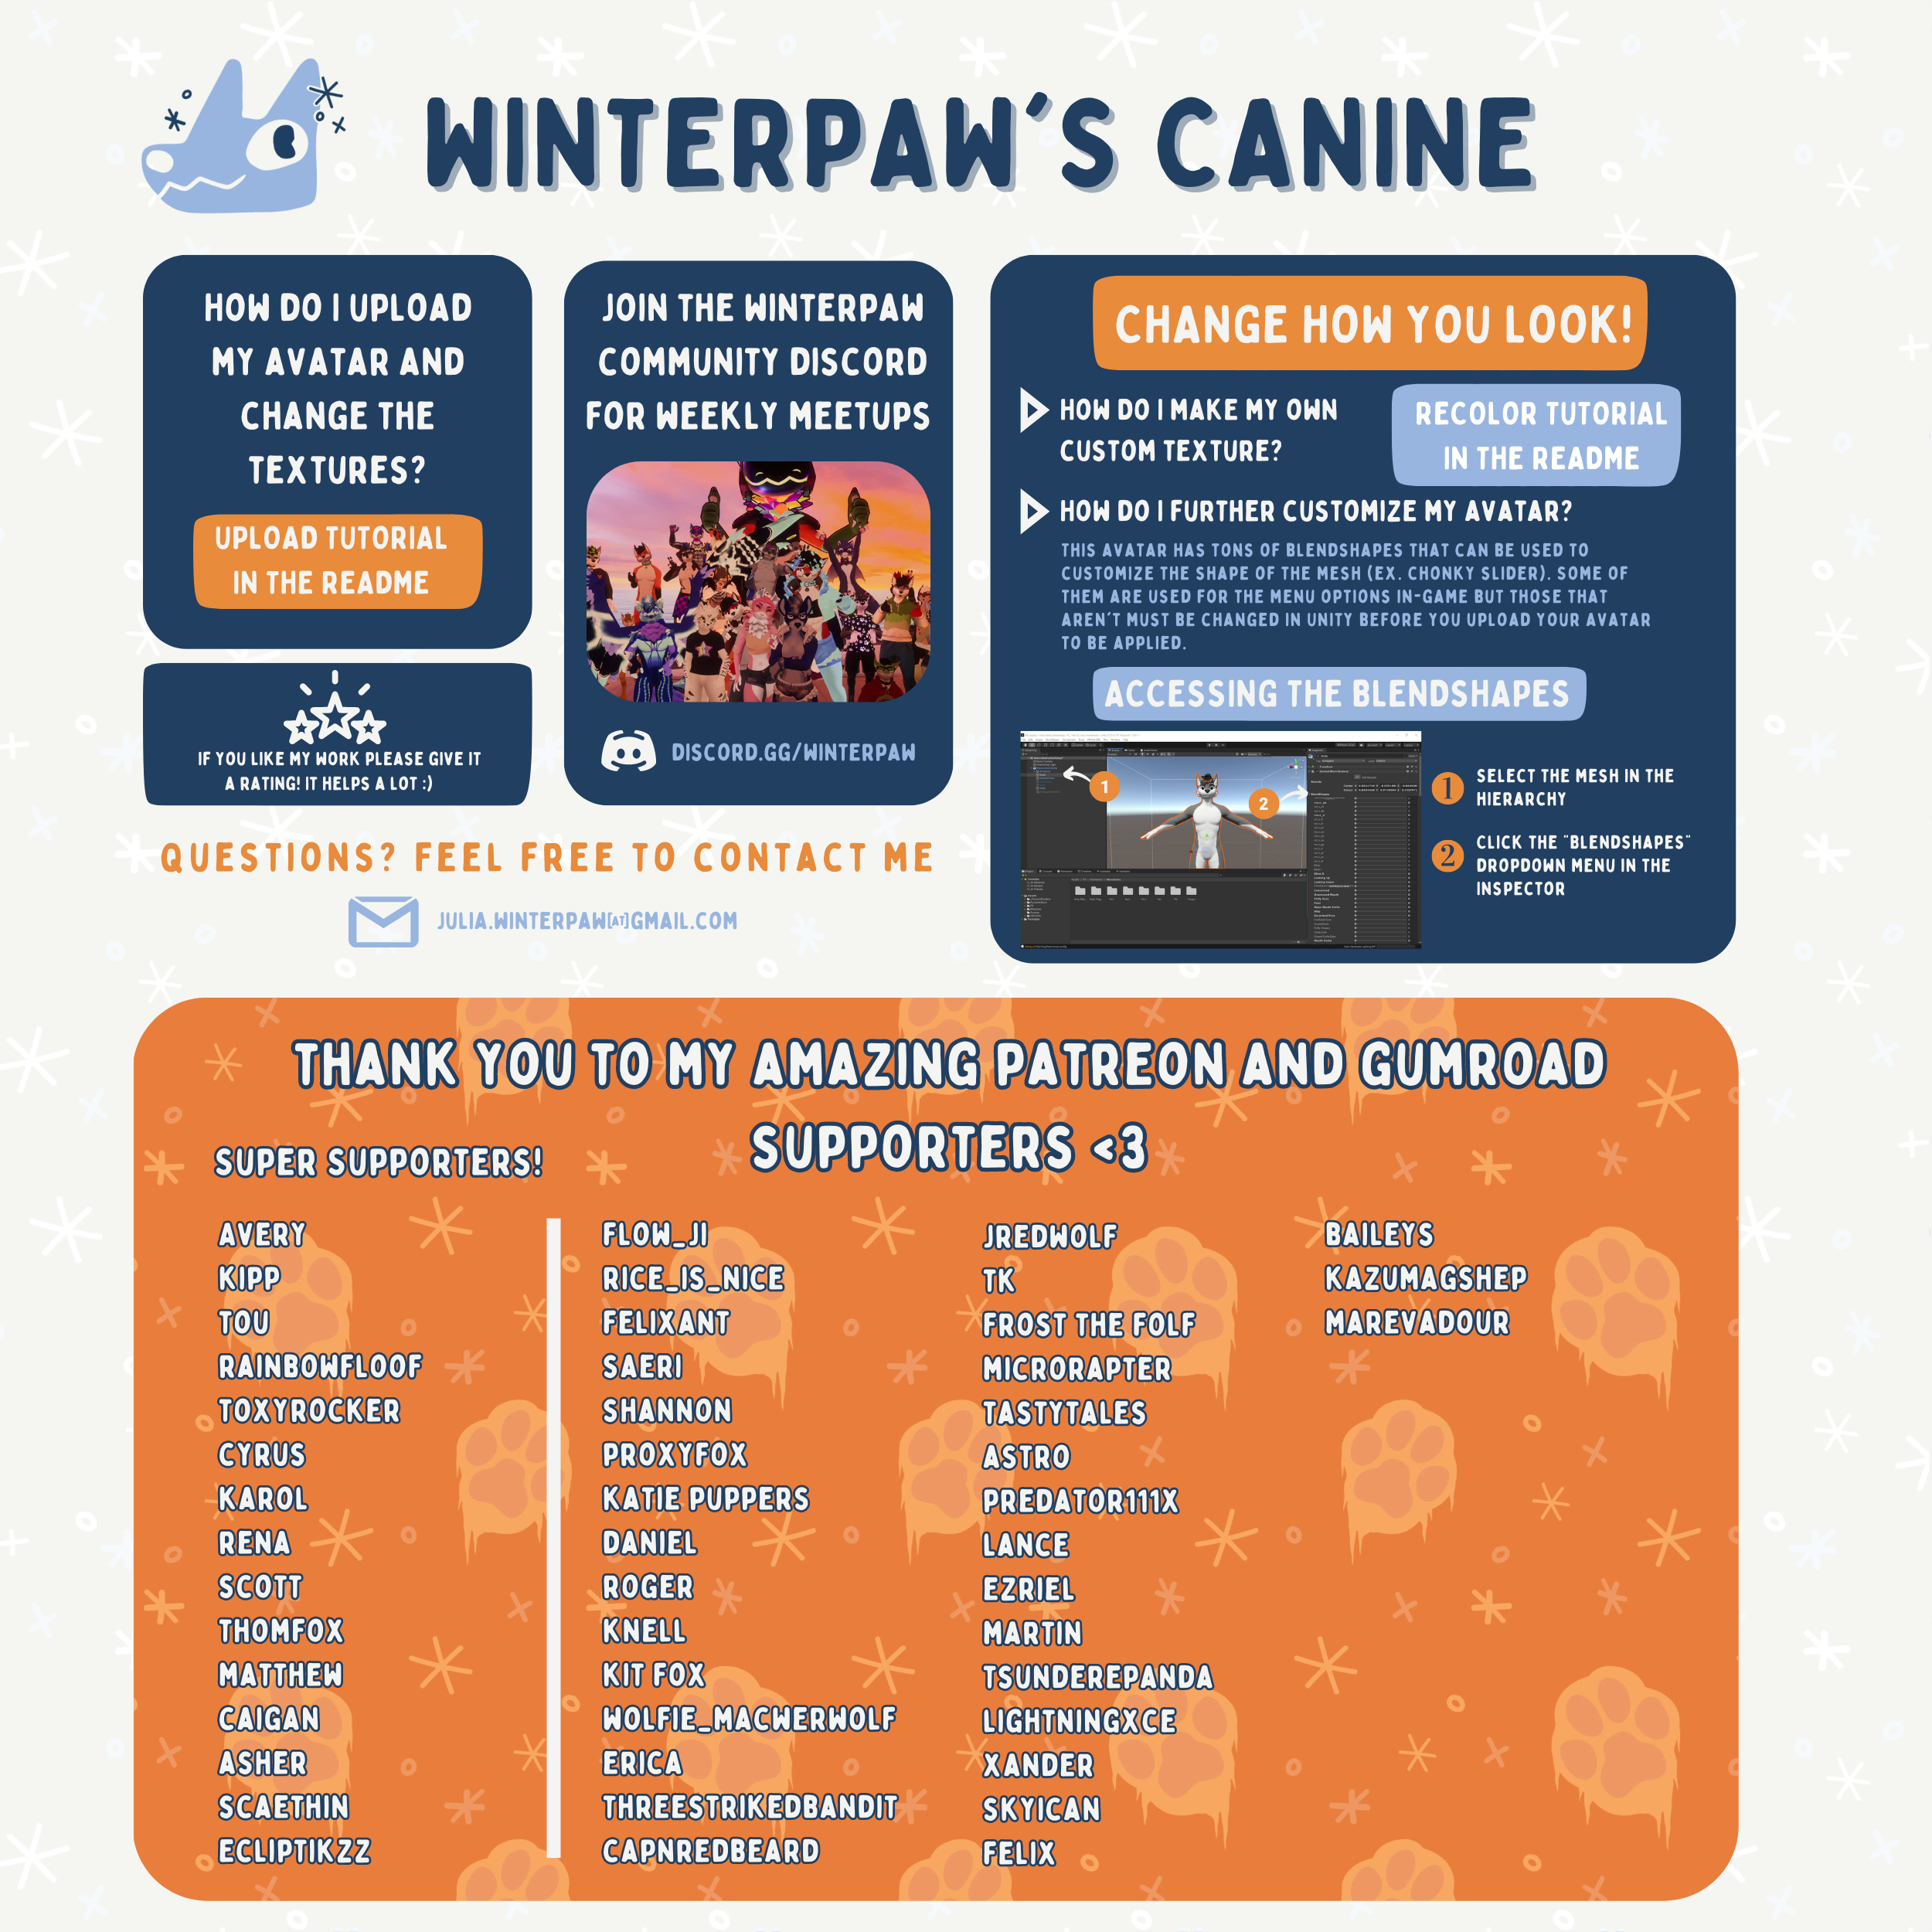 WINTERPAW'S CANINE
HOW DO I UPLOAD
MY AVATAR AND
CHANGE THE
TEXTURES?
UPLOAD TUTORIAL
IN THE README
IF YOU LIKE MY WORK PLEASE GIVE IT
A RATING! IT HELPS A LOT :)
JOIN THE WINTERPAW
COMMUNITY DISCORD
FOR WEEKLY MEETUPS
DISCORD.GG/WINTERPAW
QUESTIONS? FEEL FREE TO CONTACT ME
JULIA.WINTERPAW[AT]GMAIL.COM
CHANGE HOW YOU LOOK!
HOW DO I MAKE MY OWN
CUSTOM TEXTURE?
RECOLOR TUTORIAL
IN THE README
HOW DO I FURTHER CUSTOMIZE MY AVATAR?
THIS AVATAR HAS TONS OF BLENDSHAPES THAT CAN BE USED TO
CUSTOMIZE THE SHAPE OF THE MESH (EX. CHONKY SLIDER). SOME OF
THEM ARE USED FOR THE MENU OPTIONS IN-GAME BUT THOSE THAT
AREN'T MUST BE CHANGED IN UNITY BEFORE YOU UPLOAD YOUR AVATAR
TO BE APPLIED.
ACCESSING THE BLENDSHAPES
1
2
1 SELECT THE MESH IN THE
HIERARCHY
2 CLICK THE "BLENDSHAPES"
DROPDOWN MENU IN THE
INSPECTOR
THANK YOU TO MY AMAZING PATREON AND GUMROAD
SUPPORTERS <3
SUPER SUPPORTERS!
AVERY
KIPP
TOU
RAINBOWFLOOF
TOXYROCKER
CYRUS
KAROL
RENA
SCOTT
THOMFOX
MATTHEW
CAIGAN
ASHER
SCAETHIN
ECLIPTIKZZ
FLOW_JI
RICE_IS_NICE
FELIXANT
SAERI
SHANNON
PROXYFOX
KATIE PUPPERS
DANIEL
ROGER
KNELL
KIT FOX
WOLFIE_MACWERWOLF
ERICA
THREESTRIKEDBANDIT
CAPNREDBEARD
JREDWOLF
TK
FROST THE FOLF
MICRORAPTER
TASTYTALES
ASTRO
PREDATOR111X
LANCE
EZRIEL
MARTIN
TSUNDEREPANDA
LIGHTNINGXCE
XANDER
SKYICAN
FELIX
BAILEYS
KAZUMAGSHEP
MAREVADOUR